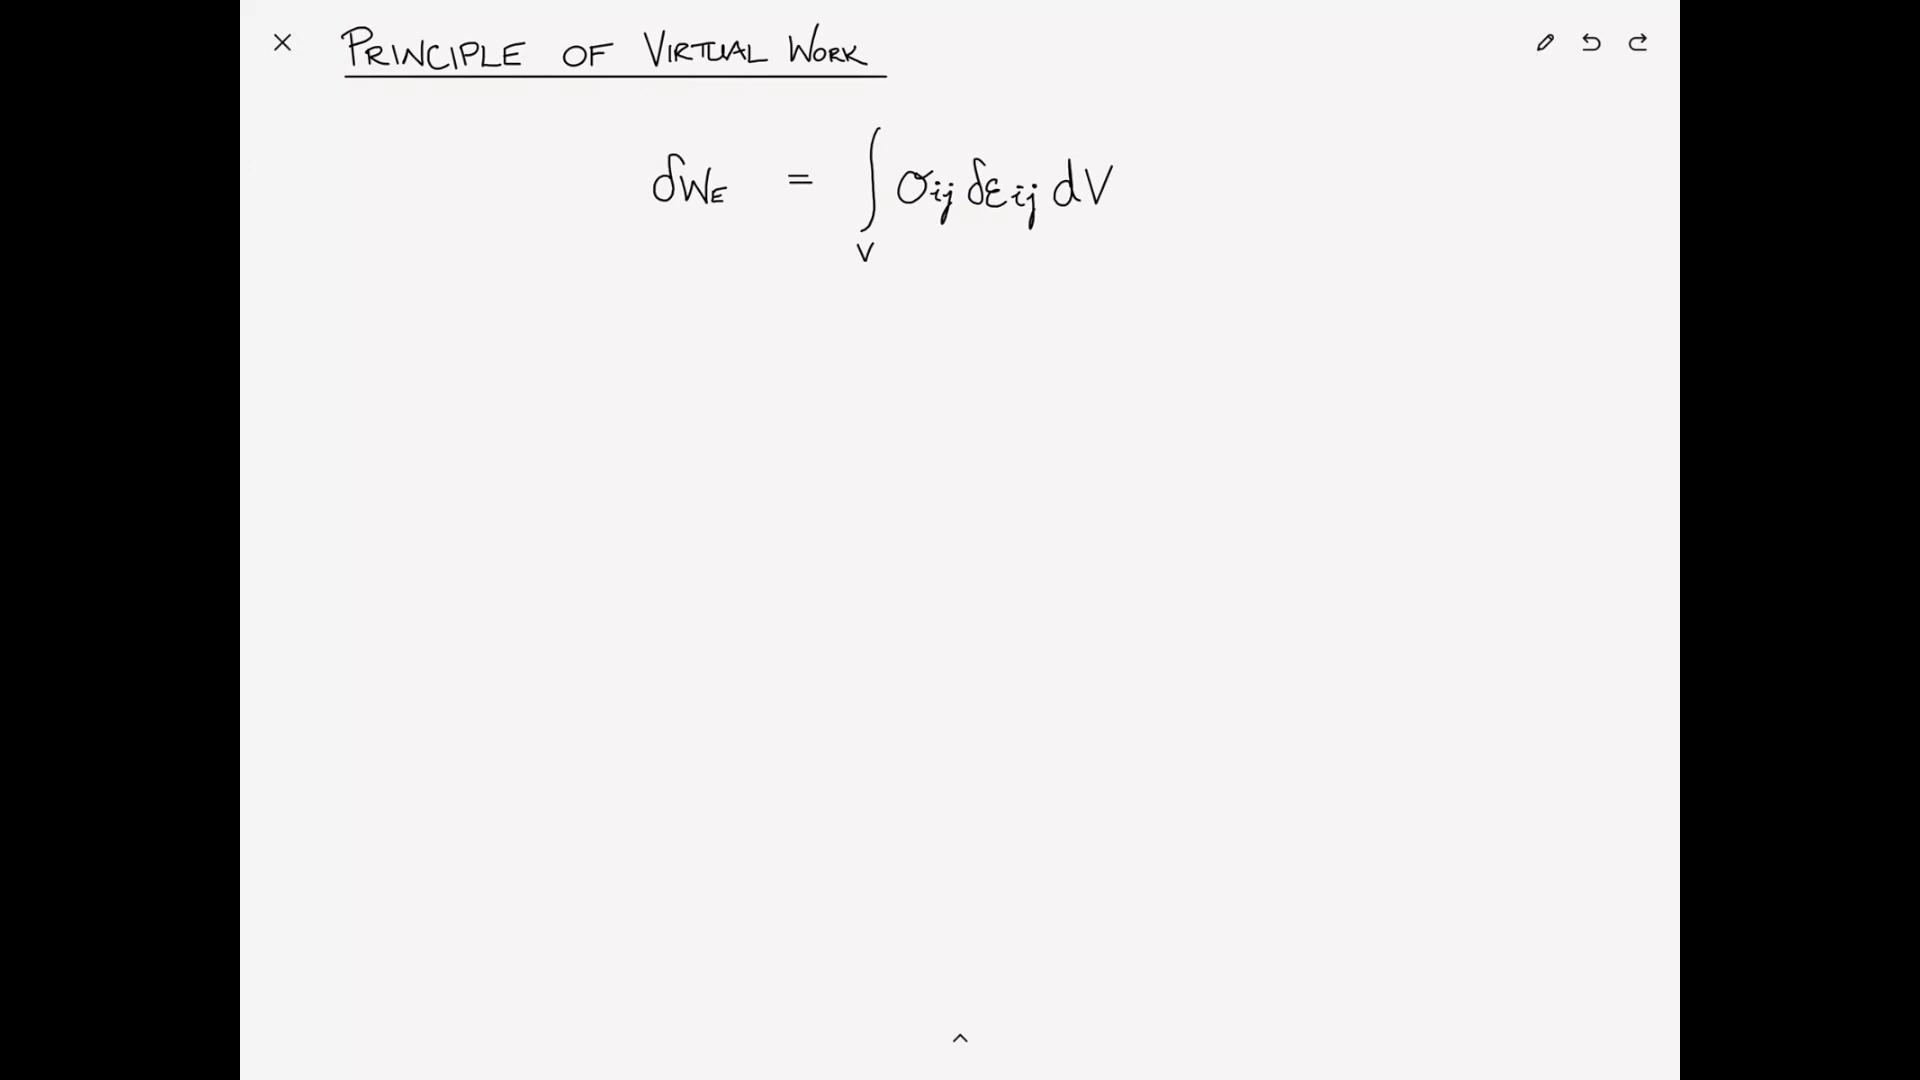 PRINCIPLE OF VIRTUAL WORK
δW_E = ∫_V σ_ij δε_ij dV